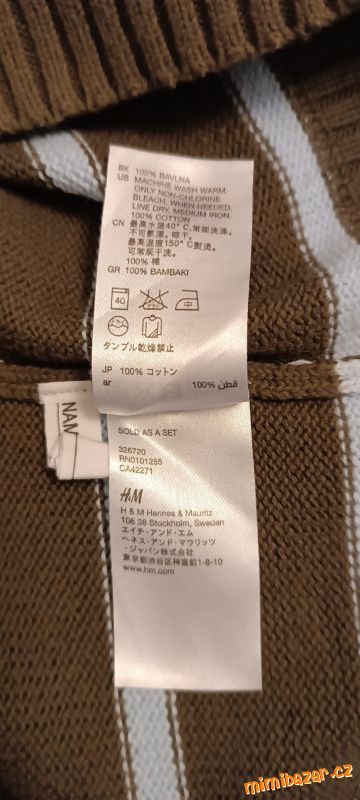 SK 100% BAVLNA
US MACHINE WASH WARM.
ONLY NON-CHLORINE
BLEACH, WHEN NEEDED.
LINE DRY. MEDIUM IRON.
100% COTTON
CN 最高水温40°C,常规洗涤。
不可氯漂。晾干。
最高温度150°C熨烫。
可常规干洗。
100% 棉
GR 100% ΒΑΜΒΑΚΙ
40
タンブル乾燥禁止
JP 100% コットン
ar 100% قطن
NAM
SOLD AS A SET
326720
RN0101255
CA42271
H&M
H & M Hennes & Mauritz
106 38 Stockholm, Sweden
エイチ・アンド・エム
ヘネス・アンド・マウリッツ
・ジャパン株式会社
東京都渋谷区神宮前1-8-10
www.hm.com
mimibazar.cz